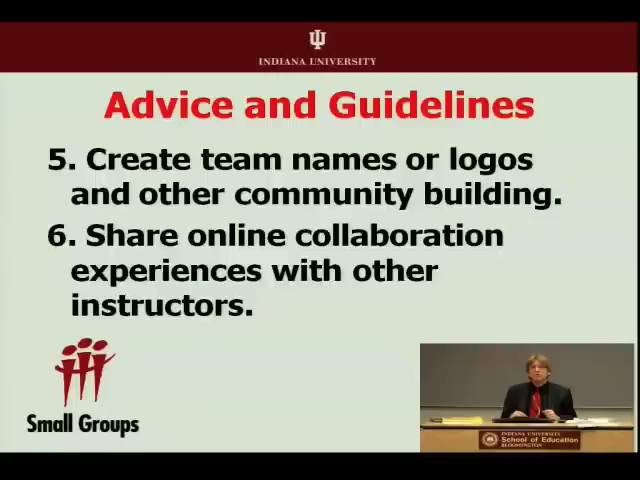 INDIANA UNIVERSITY
Advice and Guidelines
5. Create team names or logos
and other community building.
6. Share online collaboration
experiences with other
instructors.
Small Groups
INDIANA UNIVERSITY
School of Education
BLOOMINGTON